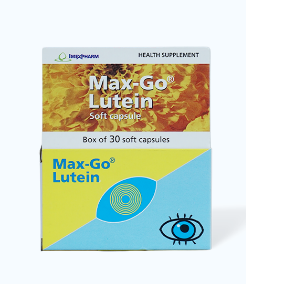 IMEXPHARM
HEALTH SUPPLEMENT
Max-Go®
Lutein
Soft capsule
Box of 30 soft capsules
Max-Go®
Lutein